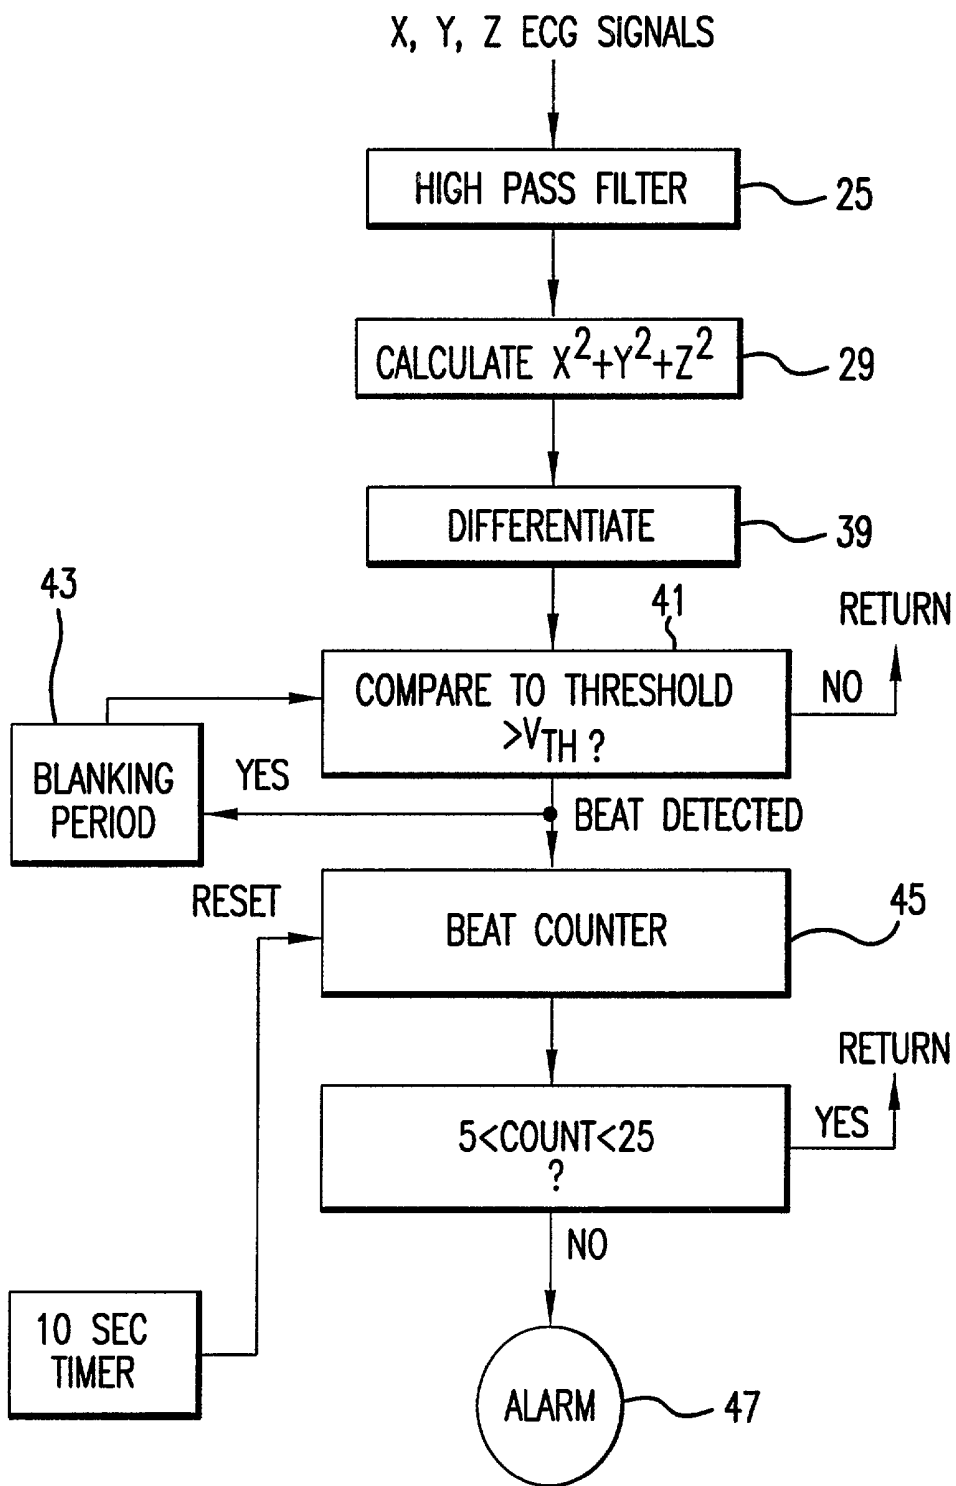 X, Y, Z ECG SIGNALS
HIGH PASS FILTER
25
CALCULATE X²+Y²+Z²
29
DIFFERENTIATE
39
43
41
RETURN
COMPARE TO THRESHOLD
>V_TH ?
NO
BLANKING
PERIOD
YES
BEAT DETECTED
RESET
BEAT COUNTER
45
RETURN
5<COUNT<25
?
YES
NO
10 SEC
TIMER
ALARM
47